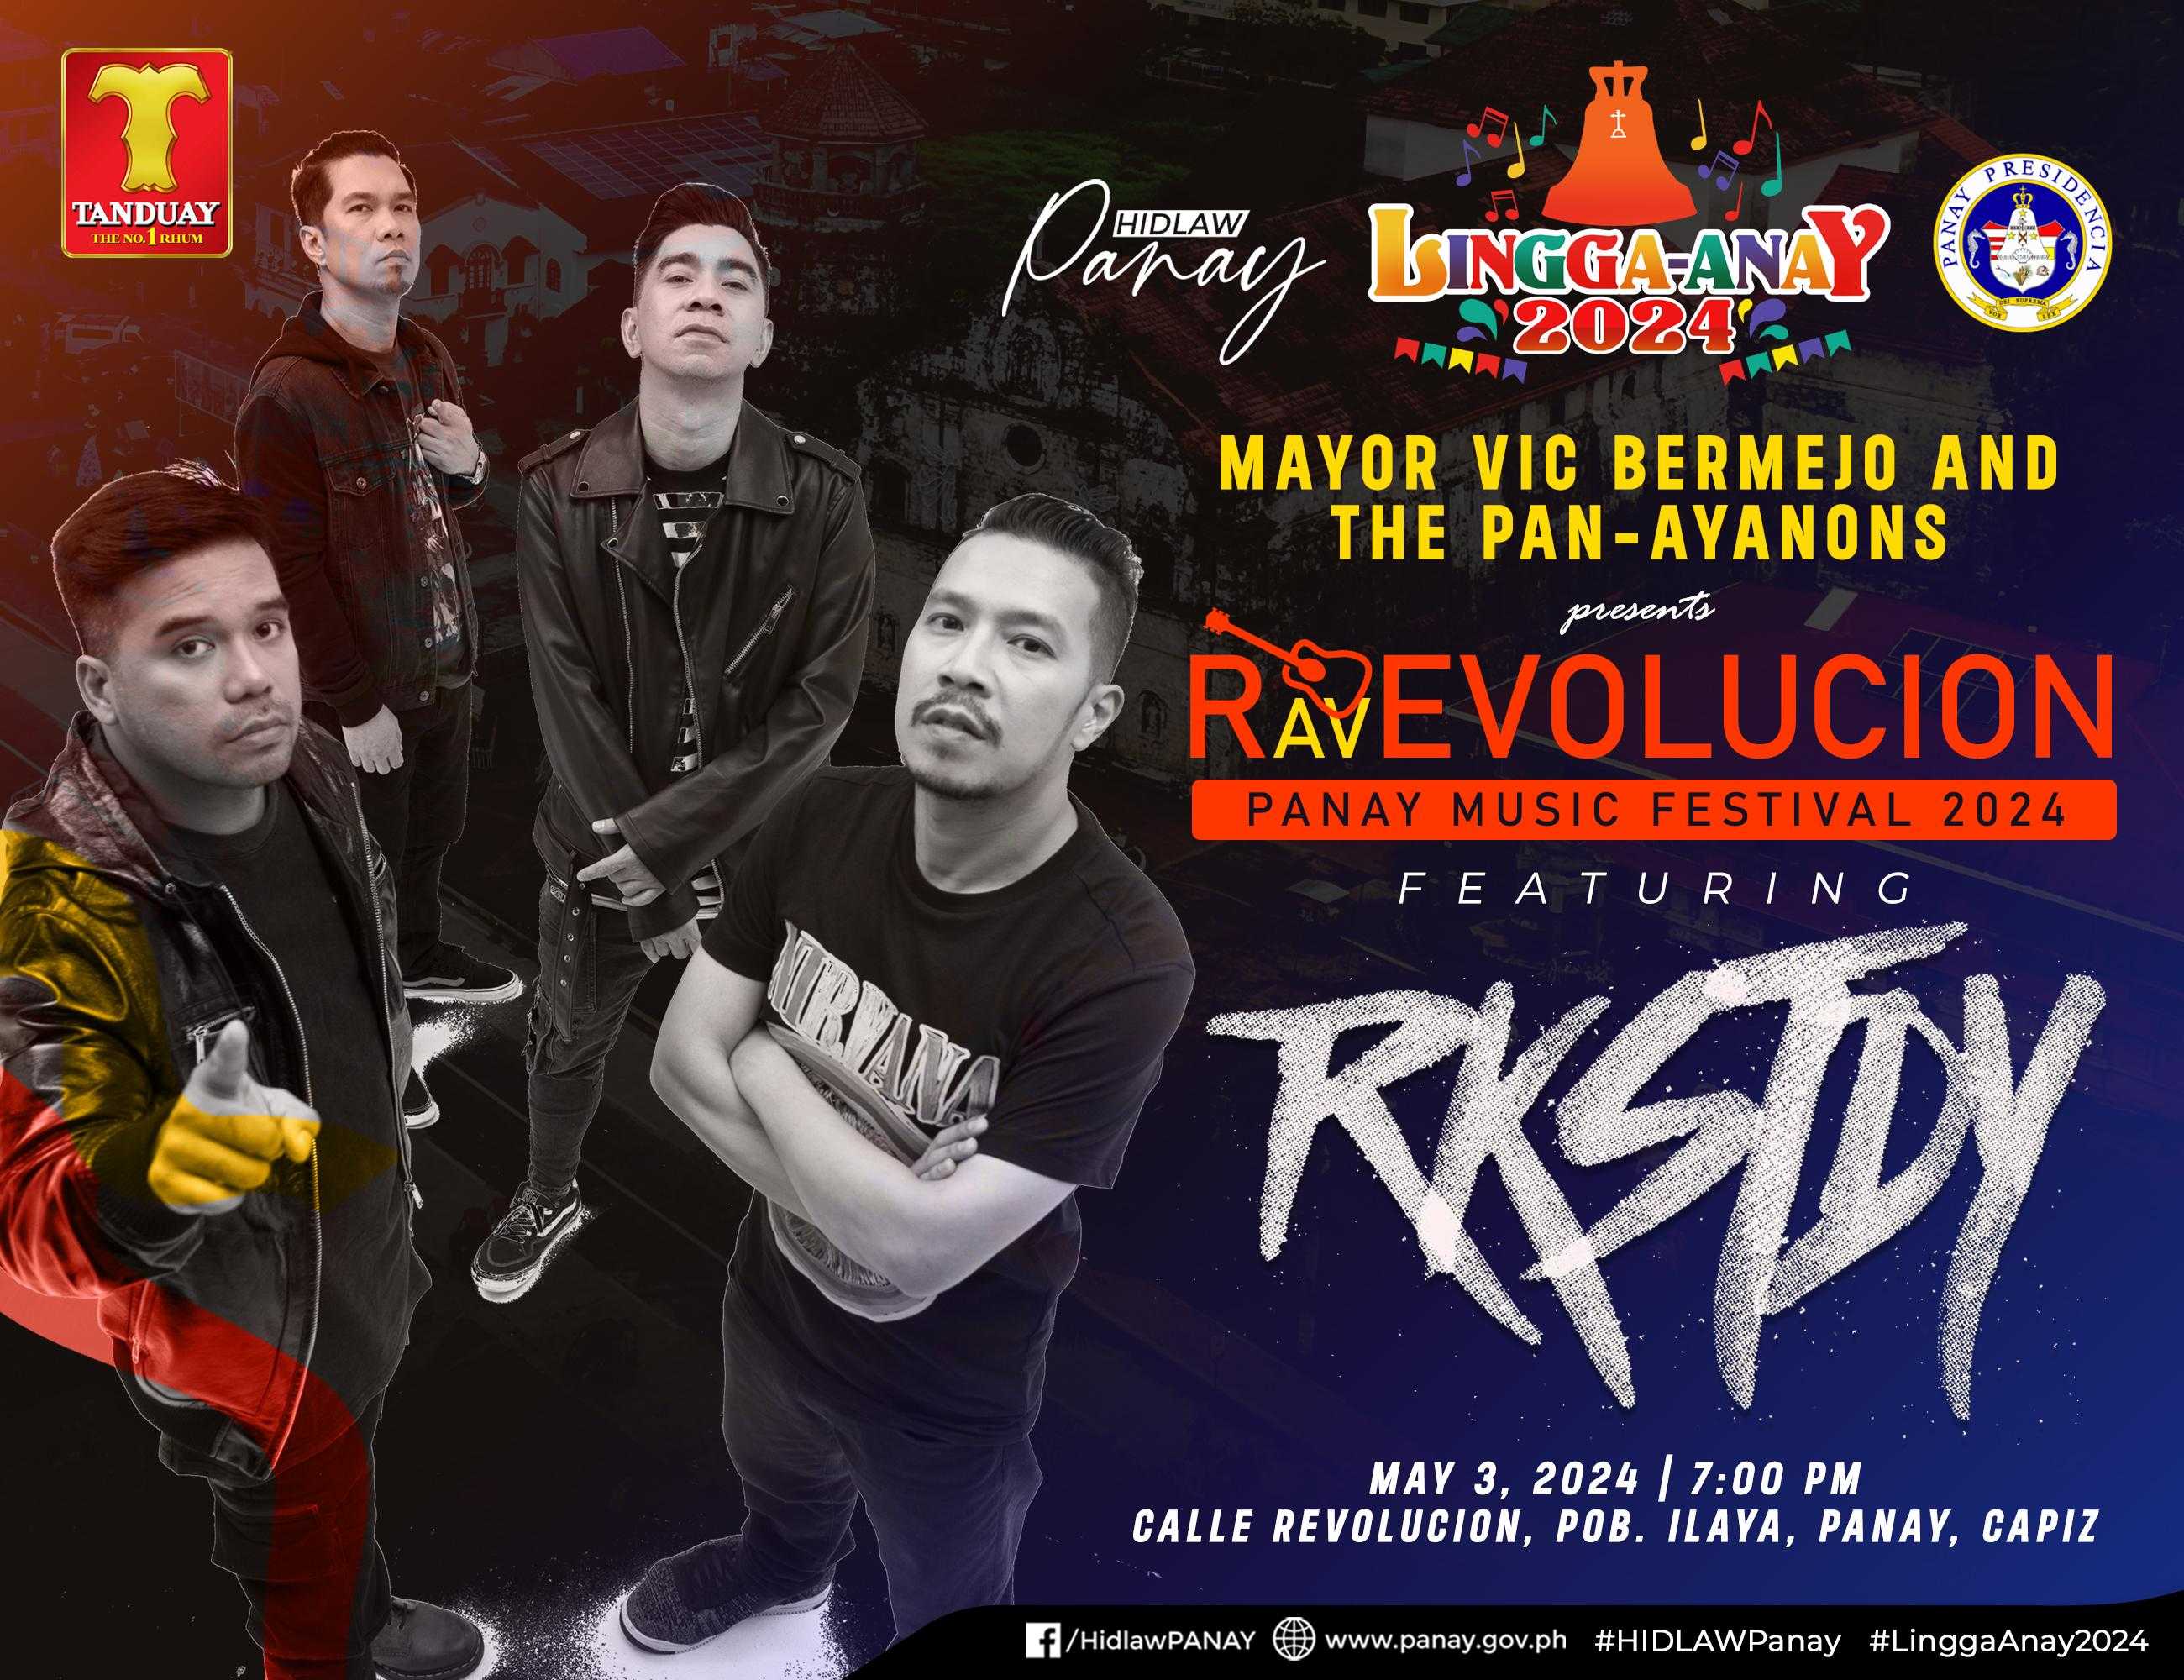 TANDUAY
THE NO.1 RHUM
HIDLAW
Panay
LINGGA-ANAY
2024
PANAY PRESIDENCIA
MAYOR VIC BERMEJO AND
THE PAN-AYANONS
presents
RAVEVOLUCION
PANAY MUSIC FESTIVAL 2024
FEATURING
RKSTDY
NIRVANA
MAY 3, 2024 | 7:00 PM
CALLE REVOLUCION, POB. ILAYA, PANAY, CAPIZ
/HidlawPANAY www.panay.gov.ph #HIDLAWPanay #LinggaAnay2024